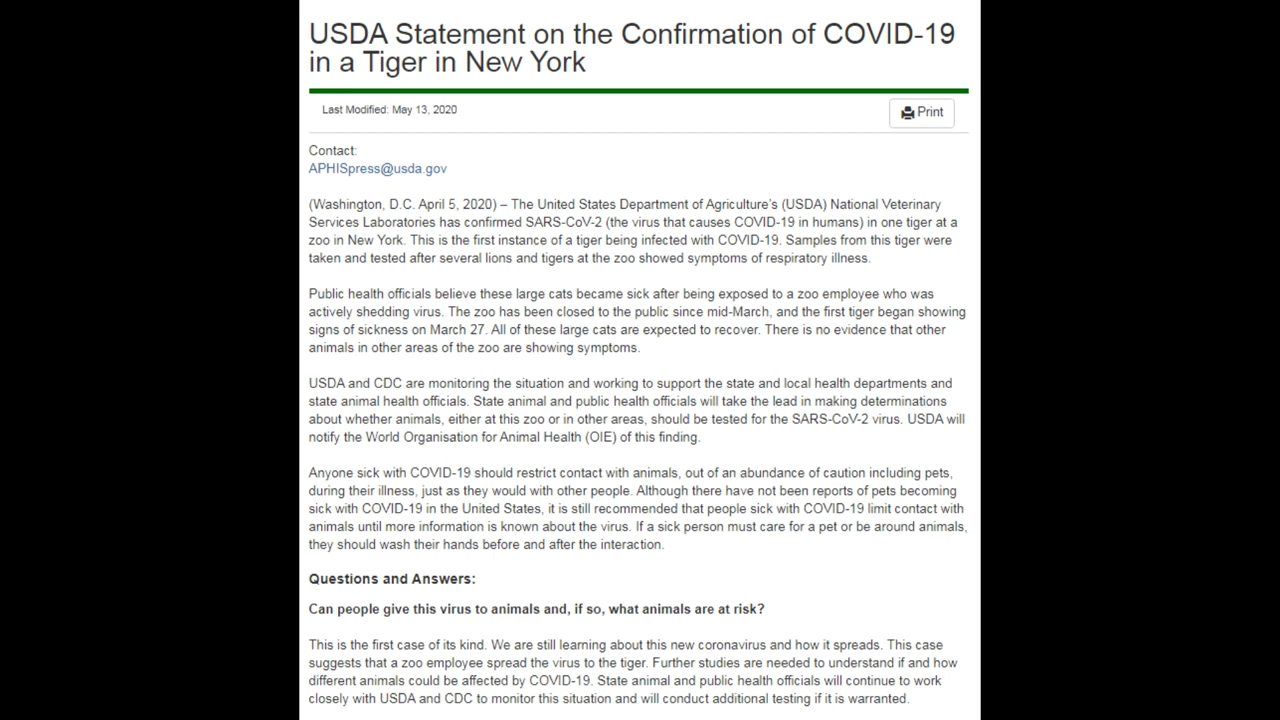 USDA Statement on the Confirmation of COVID-19
in a Tiger in New York
Last Modified: May 13, 2020
Print
Contact:
APHISpress@usda.gov
(Washington, D.C. April 5, 2020) – The United States Department of Agriculture's (USDA) National Veterinary
Services Laboratories has confirmed SARS-CoV-2 (the virus that causes COVID-19 in humans) in one tiger at a
zoo in New York. This is the first instance of a tiger being infected with COVID-19. Samples from this tiger were
taken and tested after several lions and tigers at the zoo showed symptoms of respiratory illness.
Public health officials believe these large cats became sick after being exposed to a zoo employee who was
actively shedding virus. The zoo has been closed to the public since mid-March, and the first tiger began showing
signs of sickness on March 27. All of these large cats are expected to recover. There is no evidence that other
animals in other areas of the zoo are showing symptoms.
USDA and CDC are monitoring the situation and working to support the state and local health departments and
state animal health officials. State animal and public health officials will take the lead in making determinations
about whether animals, either at this zoo or in other areas, should be tested for the SARS-CoV-2 virus. USDA will
notify the World Organisation for Animal Health (OIE) of this finding.
Anyone sick with COVID-19 should restrict contact with animals, out of an abundance of caution including pets,
during their illness, just as they would with other people. Although there have not been reports of pets becoming
sick with COVID-19 in the United States, it is still recommended that people sick with COVID-19 limit contact with
animals until more information is known about the virus. If a sick person must care for a pet or be around animals,
they should wash their hands before and after the interaction.
Questions and Answers:
Can people give this virus to animals and, if so, what animals are at risk?
This is the first case of its kind. We are still learning about this new coronavirus and how it spreads. This case
suggests that a zoo employee spread the virus to the tiger. Further studies are needed to understand if and how
different animals could be affected by COVID-19. State animal and public health officials will continue to work
closely with USDA and CDC to monitor this situation and will conduct additional testing if it is warranted.